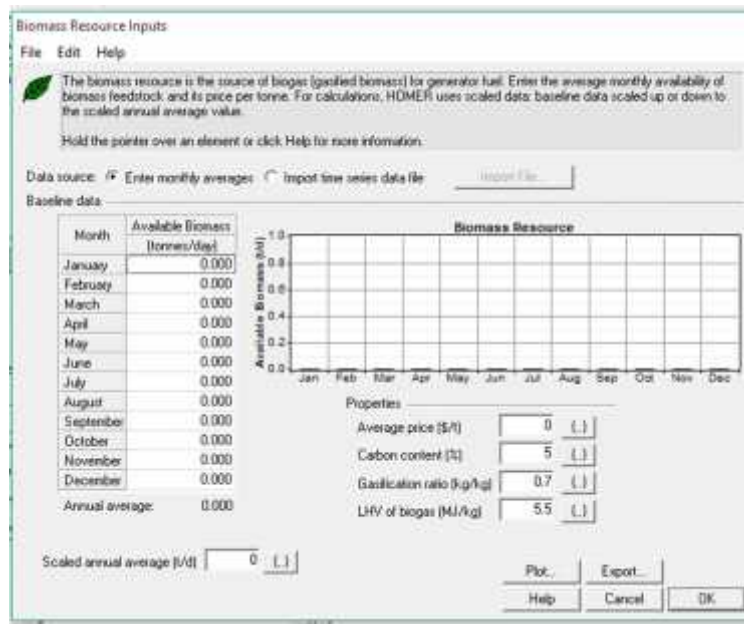 Biomass Resource Inputs
File Edit Help
The biomass resource is the source of biogas (gasified biomass) for generator fuel. Enter the average monthly availability of
biomass feedstock and its price per tonne. For calculations, HOMER uses scaled data: baseline data scaled up or down to
the scaled annual average value.
Hold the pointer over an element or click Help for more information.
Data source: Enter monthly averages Import time series data file Import File...
Baseline data
Month Available Biomass
(tonnes/day)
January 0.000
February 0.000
March 0.000
April 0.000
May 0.000
June 0.000
July 0.000
August 0.000
September 0.000
October 0.000
November 0.000
December 0.000
Annual average: 0.000
Biomass Resource
Available Biomass (t/d)
1.0
0.8
0.6
0.4
0.2
0.0
Jan Feb Mar Apr May Jun Jul Aug Sep Oct Nov Dec
Properties
Average price ($/t) 0 {..}
Carbon content (%) 5 {..}
Gasification ratio (kg/kg) 0.7 {..}
LHV of biogas (MJ/kg) 5.5 {..}
Scaled annual average (t/d) 0 {..}
Plot... Export...
Help Cancel OK